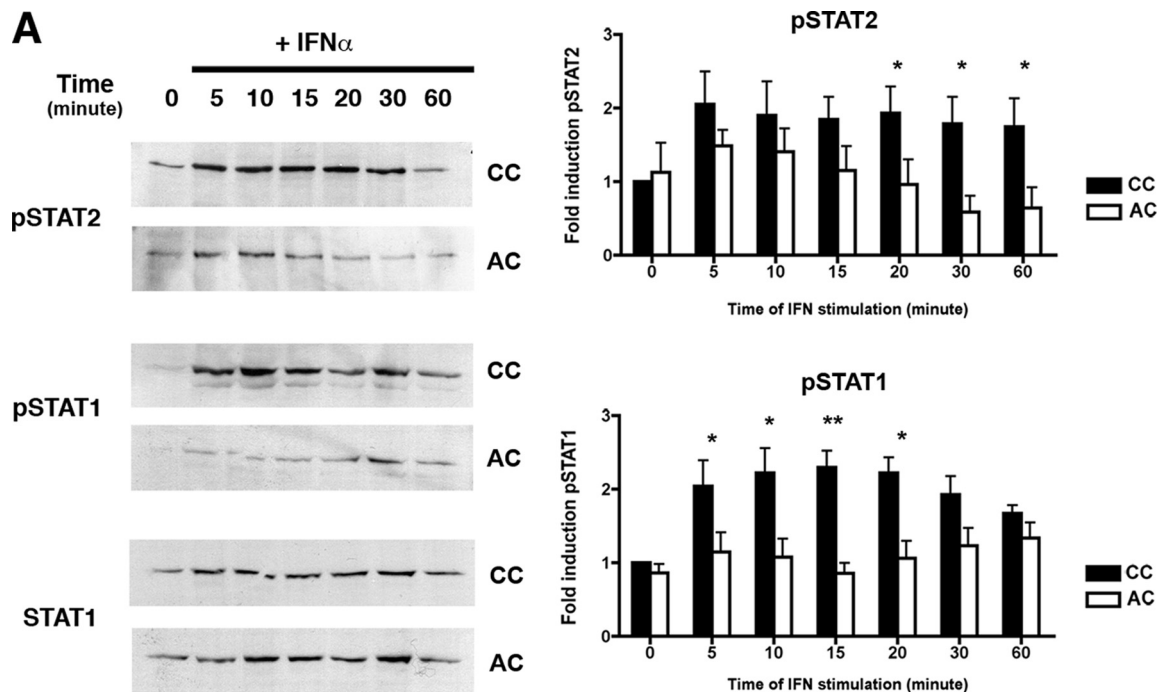 A
+ IFNα
Time
(minute)
0 5 10 15 20 30 60
CC
pSTAT2
AC
CC
pSTAT1
AC
CC
STAT1
AC
pSTAT2
Fold induction pSTAT2
3
2
1
0
* * *
0 5 10 15 20 30 60
Time of IFN stimulation (minute)
CC
AC
pSTAT1
Fold induction pSTAT1
3
2
1
0
* * ** *
0 5 10 15 20 30 60
Time of IFN stimulation (minute)
CC
AC